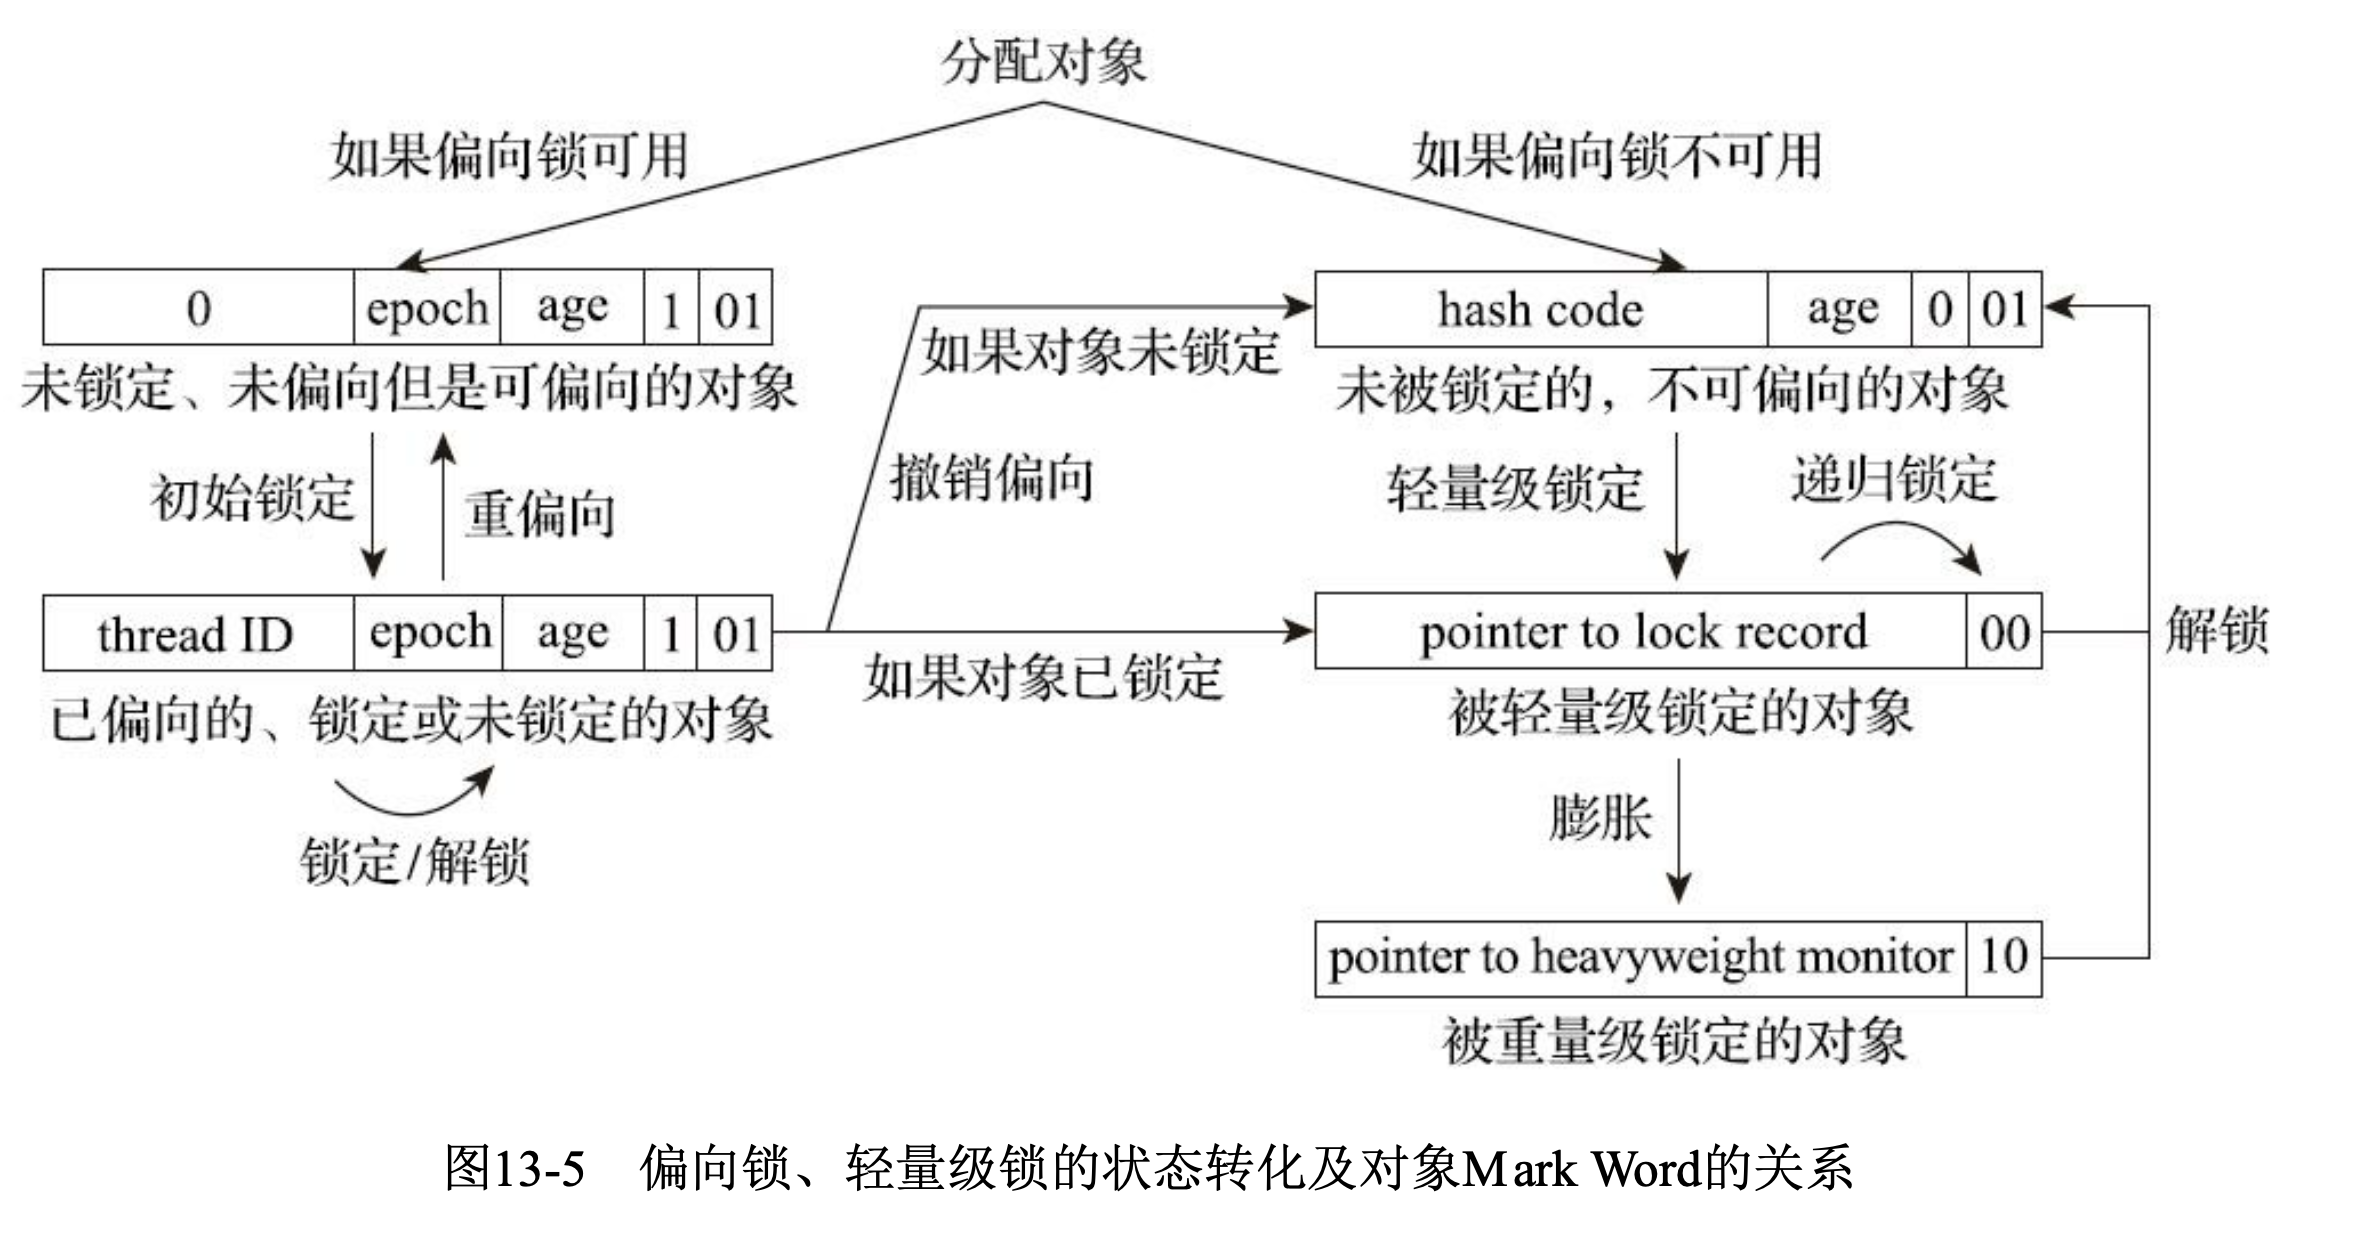 分配对象
如果偏向锁可用
如果偏向锁不可用
0 epoch age 1 01
未锁定、未偏向但是可偏向的对象
hash code age 0 01
未被锁定的，不可偏向的对象
如果对象未锁定
撤销偏向
初始锁定
重偏向
轻量级锁定
递归锁定
thread ID epoch age 1 01
已偏向的、锁定或未锁定的对象
如果对象已锁定
pointer to lock record 00
被轻量级锁定的对象
解锁
锁定/解锁
膨胀
pointer to heavyweight monitor 10
被重量级锁定的对象
图13-5 偏向锁、轻量级锁的状态转化及对象Mark Word的关系